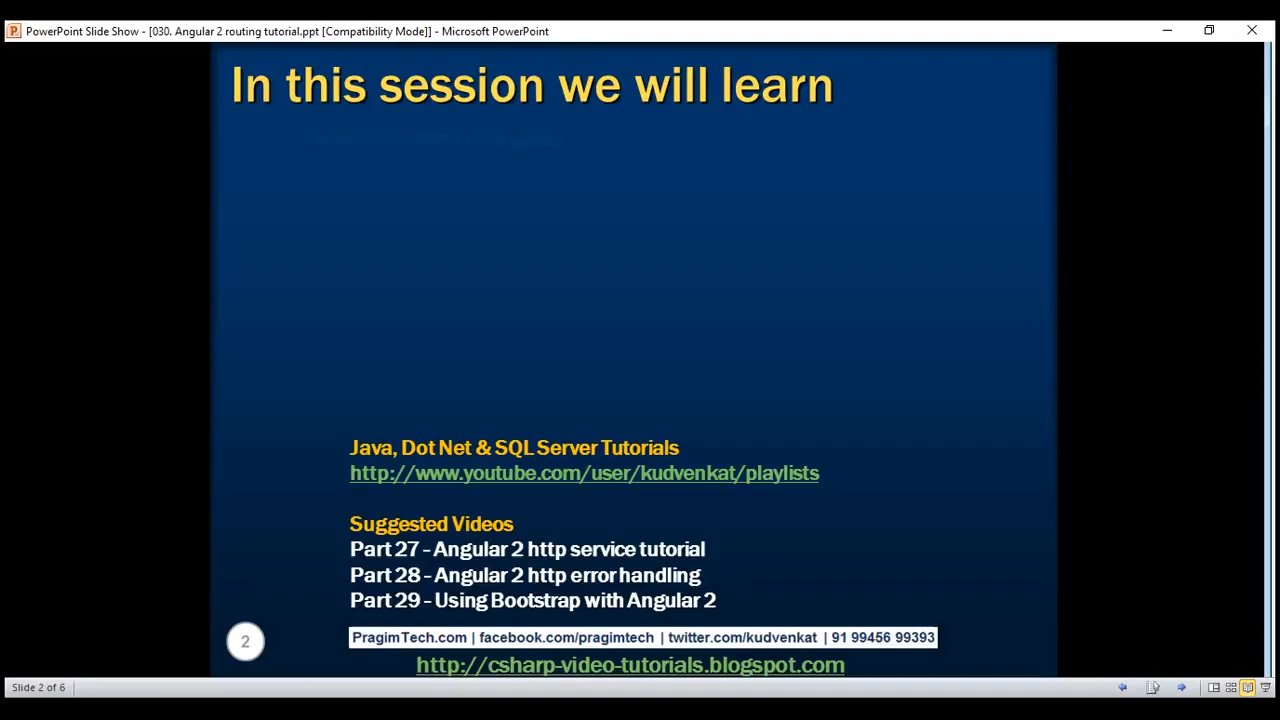 PowerPoint Slide Show - [030. Angular 2 routing tutorial.ppt [Compatibility Mode]] - Microsoft PowerPoint
In this session we will learn
Java, Dot Net & SQL Server Tutorials
http://www.youtube.com/user/kudvenkat/playlists
Suggested Videos
Part 27 - Angular 2 http service tutorial
Part 28 - Angular 2 http error handling
Part 29 - Using Bootstrap with Angular 2
2
PragimTech.com | facebook.com/pragimtech | twitter.com/kudvenkat | 91 99456 99393
http://csharp-video-tutorials.blogspot.com
Slide 2 of 6